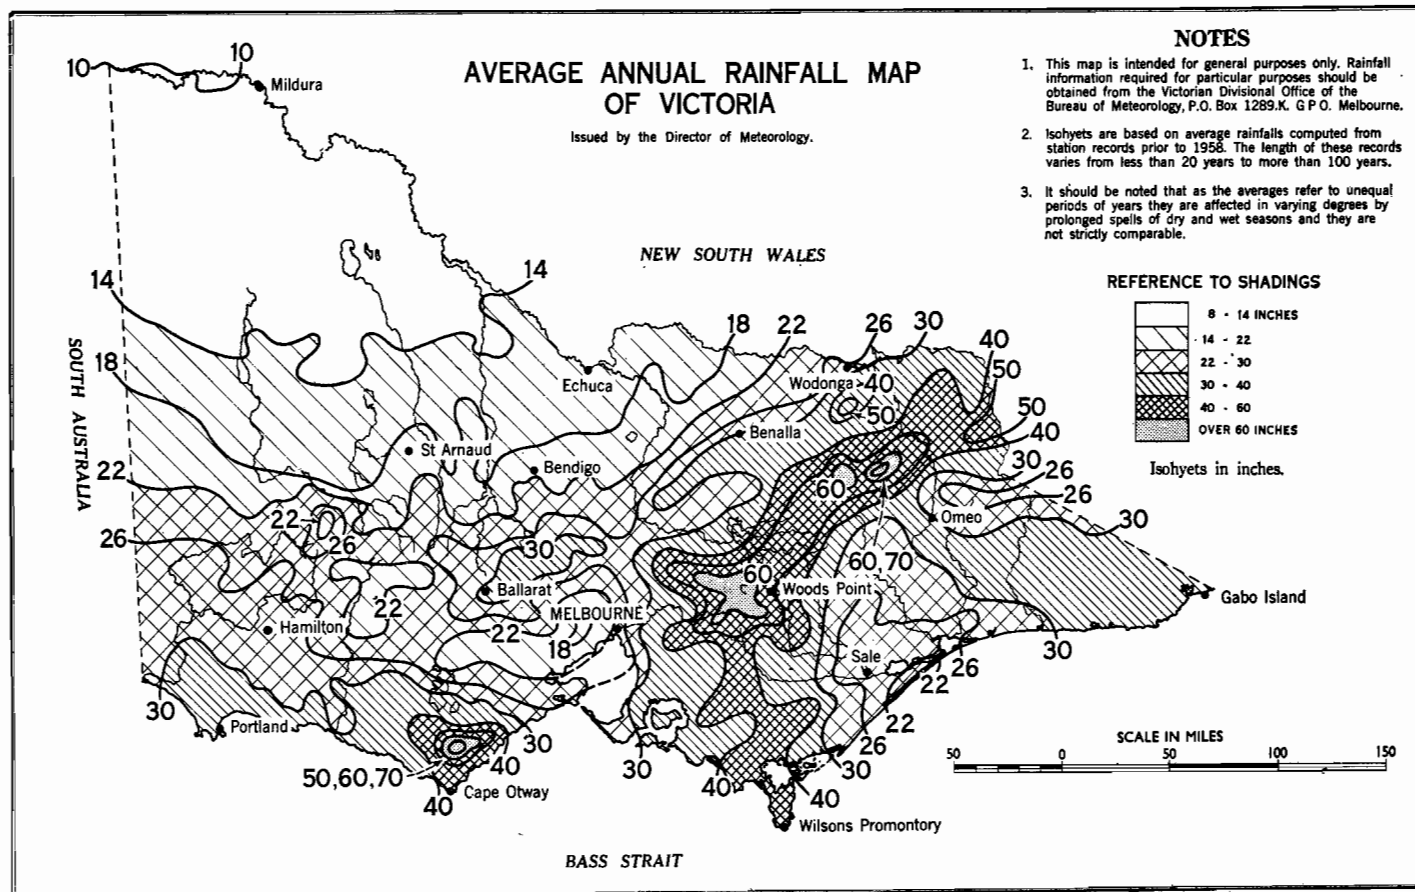 AVERAGE ANNUAL RAINFALL MAP
OF VICTORIA
Issued by the Director of Meteorology.
NOTES
1. This map is intended for general purposes only. Rainfall
information required for particular purposes should be
obtained from the Victorian Divisional Office of the
Bureau of Meteorology, P.O. Box 1289.K. G P O. Melbourne.
2. Isohyets are based on average rainfalls computed from
station records prior to 1958. The length of these records
varies from less than 20 years to more than 100 years.
3. It should be noted that as the averages refer to unequal
periods of years they are affected in varying degrees by
prolonged spells of dry and wet seasons and they are
not strictly comparable.
REFERENCE TO SHADINGS
8 - 14 INCHES
14 - 22
22 - 30
30 - 40
40 - 60
OVER 60 INCHES
Isohyets in inches.
10
10
Mildura
NEW SOUTH WALES
14
14
18
22
26
30
40
50
SOUTH AUSTRALIA
18
Echuca
Wodonga
40
50
50
40
St Arnaud
Benalla
Bendigo
22
60
30
26
26
22
26
Omeo
30
26
30
60,70
60
Ballarat
Woods Point
Gabo Island
22
MELBOURNE
Hamilton
22
18
Sale
26
30
22
22
30
Portland
30
26
50,60,70
40
30
30
40
Cape Otway
40
40
Wilsons Promontory
SCALE IN MILES
50 0 50 100 150
BASS STRAIT